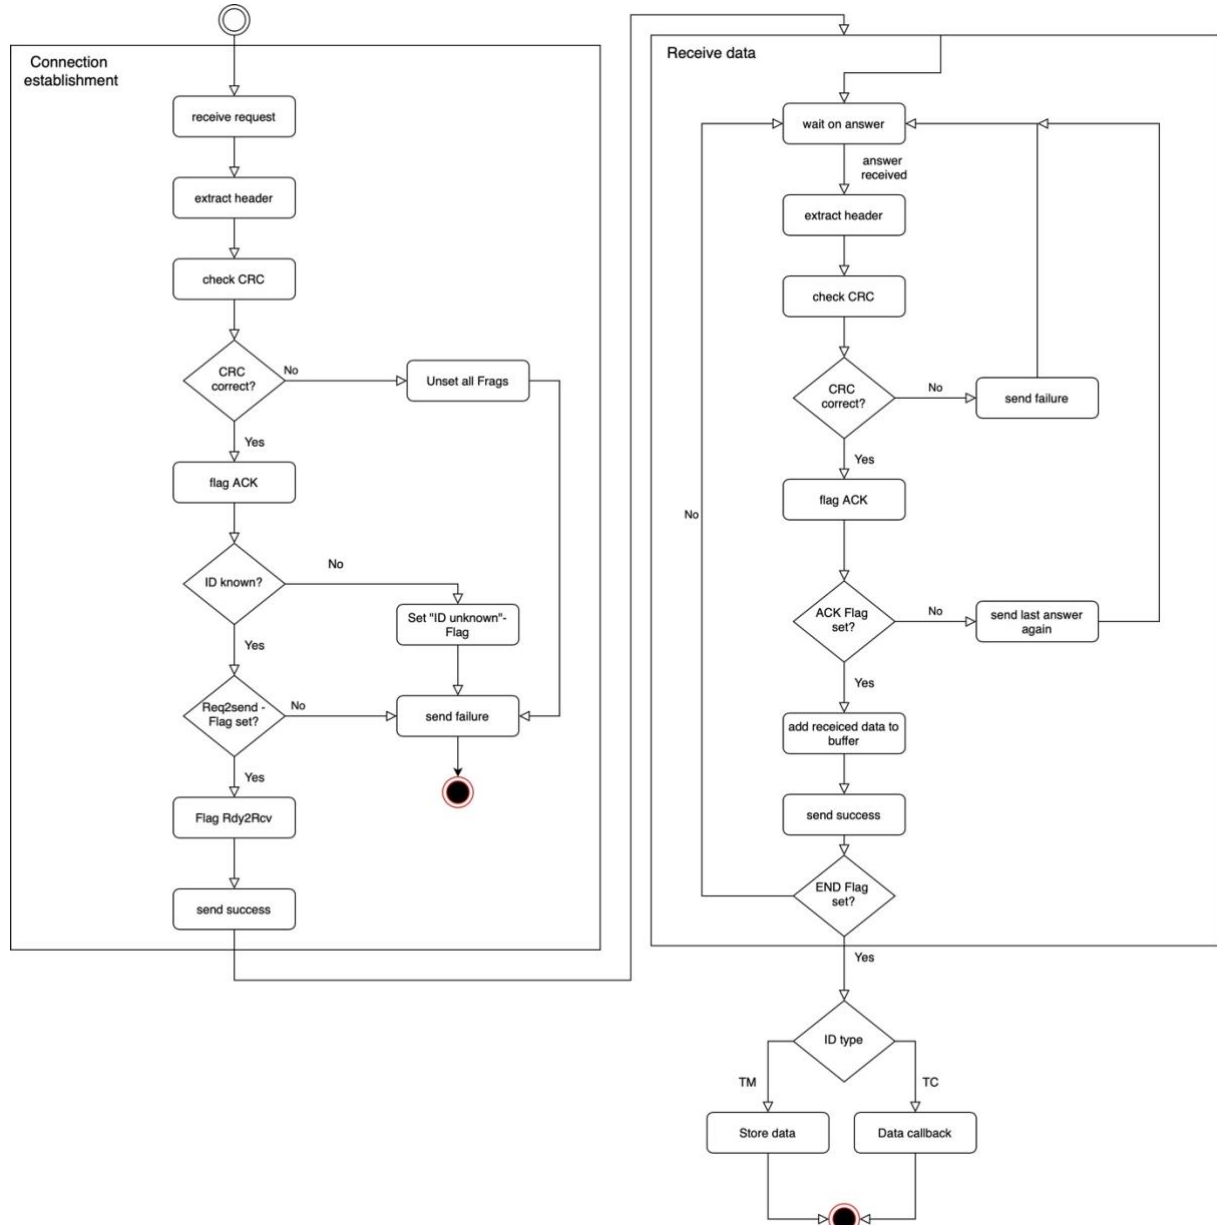 Connection
establishment
receive request
extract header
check CRC
CRC
correct?
No
Unset all Frags
Yes
flag ACK
ID known?
No
Set "ID unknown"-
Flag
Yes
Req2send -
Flag set?
No
send failure
Yes
Flag Rdy2Rcv
send success
Receive data
wait on answer
answer
received
extract header
check CRC
CRC
correct?
No
send failure
Yes
flag ACK
No
ACK Flag
set?
No
send last answer
again
Yes
add receiced data to
buffer
send success
END Flag
set?
Yes
ID type
TM
TC
Store data
Data callback